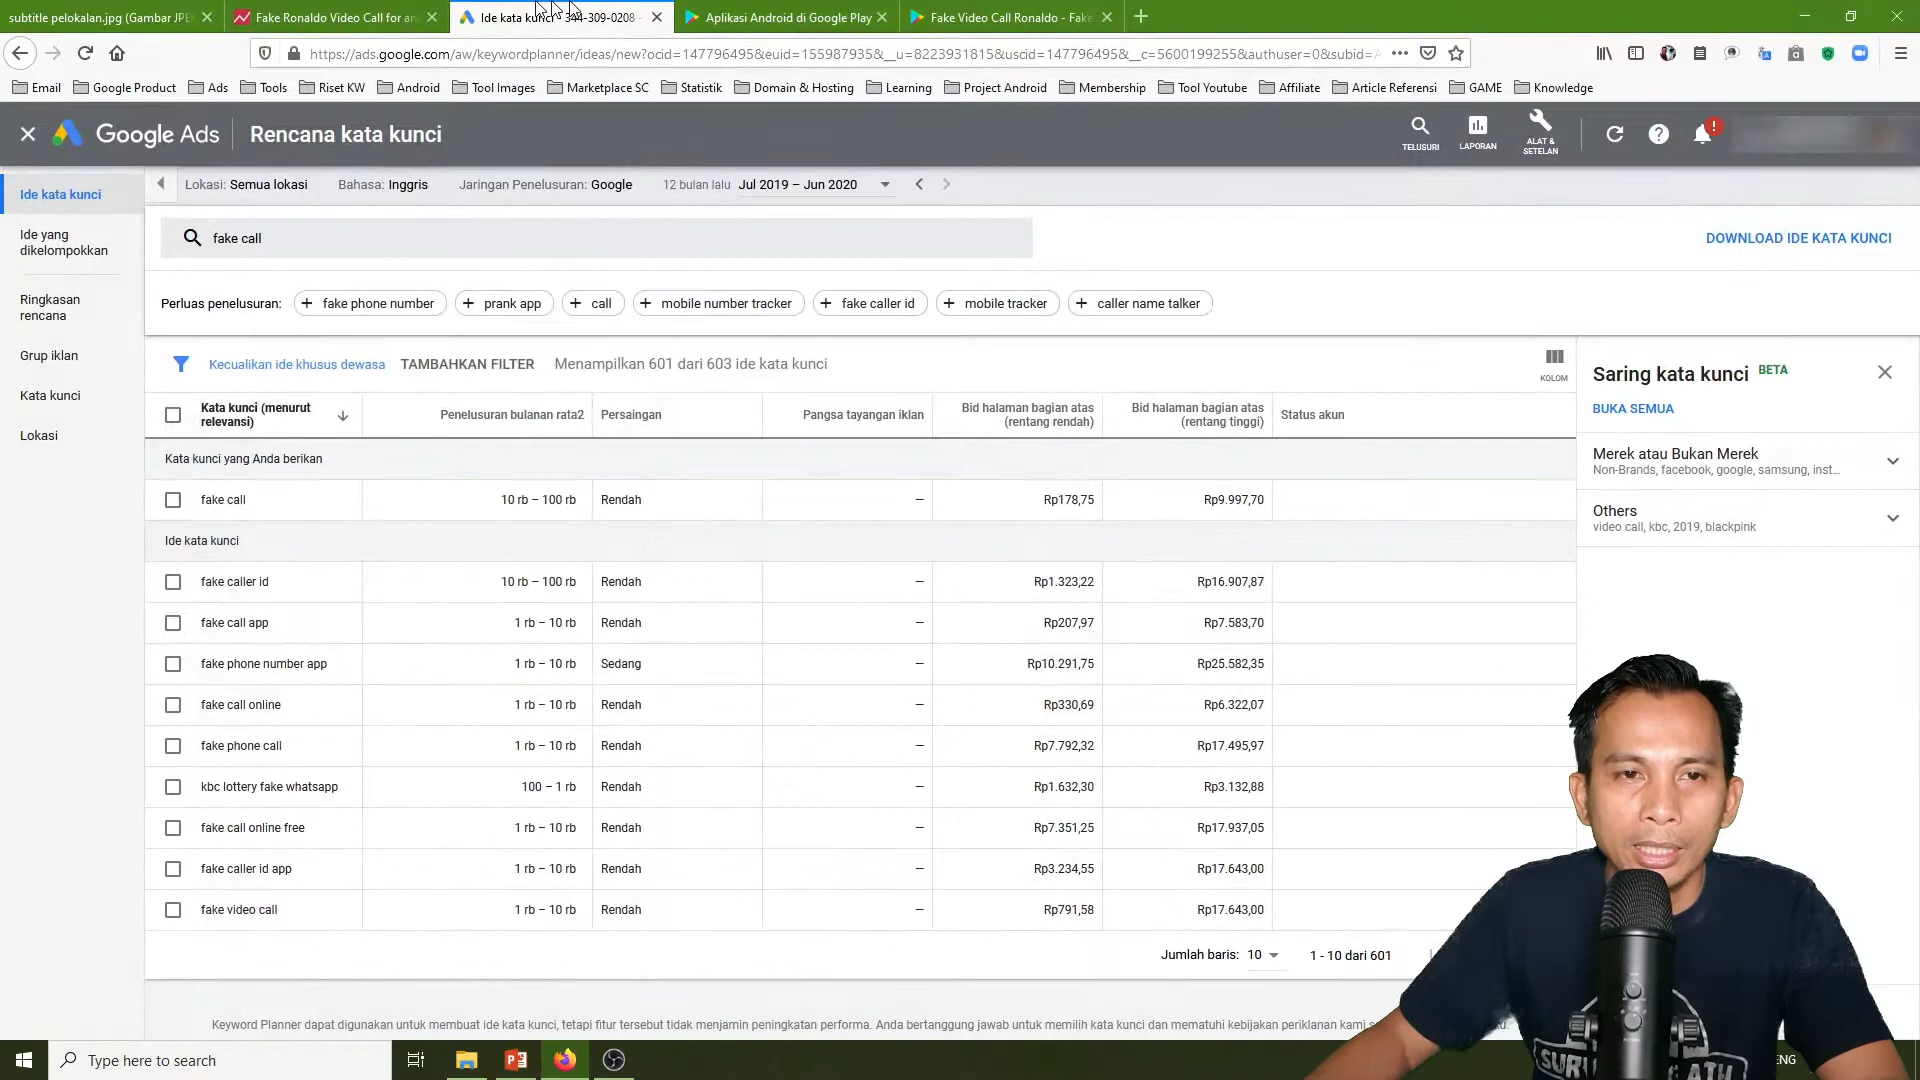 subtitle pelokalan.jpg (Gambar JPE
Fake Ronaldo Video Call for an
Ide kata kunci - 344-309-0208 -
Aplikasi Android di Google Play
Fake Video Call Ronaldo - Fake
https://ads.google.com/aw/keywordplanner/ideas/new?ocid=147796495&euid=155987935&__u=8223931815&uscid=147796495&__c=5600199255&authuser=0&subid=
Email
Google Product
Ads
Tools
Riset KW
Android
Tool Images
Marketplace SC
Statistik
Domain & Hosting
Learning
Project Android
Membership
Tool Youtube
Affiliate
Article Referensi
GAME
Knowledge
Google Ads
Rencana kata kunci
TELUSURI
LAPORAN
ALAT &
SETELAN
Ide kata kunci
Ide yang
dikelompokkan
Ringkasan
rencana
Grup iklan
Kata kunci
Lokasi
Lokasi: Semua lokasi
Bahasa: Inggris
Jaringan Penelusuran: Google
12 bulan lalu Jul 2019 – Jun 2020
fake call
DOWNLOAD IDE KATA KUNCI
Perluas penelusuran:
+ fake phone number
+ prank app
+ call
+ mobile number tracker
+ fake caller id
+ mobile tracker
+ caller name talker
Kecualikan ide khusus dewasa
TAMBAHKAN FILTER
Menampilkan 601 dari 603 ide kata kunci
KOLOM
Kata kunci (menurut
relevansi)
Penelusuran bulanan rata2
Persaingan
Pangsa tayangan iklan
Bid halaman bagian atas
(rentang rendah)
Bid halaman bagian atas
(rentang tinggi)
Status akun
Kata kunci yang Anda berikan
fake call 10 rb – 100 rb Rendah – Rp178,75 Rp9.997,70
Ide kata kunci
fake caller id 10 rb – 100 rb Rendah – Rp1.323,22 Rp16.907,87
fake call app 1 rb – 10 rb Rendah – Rp207,97 Rp7.583,70
fake phone number app 1 rb – 10 rb Sedang – Rp10.291,75 Rp25.582,35
fake call online 1 rb – 10 rb Rendah – Rp330,69 Rp6.322,07
fake phone call 1 rb – 10 rb Rendah – Rp7.792,32 Rp17.495,97
kbc lottery fake whatsapp 100 – 1 rb Rendah – Rp1.632,30 Rp3.132,88
fake call online free 1 rb – 10 rb Rendah – Rp7.351,25 Rp17.937,05
fake caller id app 1 rb – 10 rb Rendah – Rp3.234,55 Rp17.643,00
fake video call 1 rb – 10 rb Rendah – Rp791,58 Rp17.643,00
Jumlah baris: 10
1 - 10 dari 601
Saring kata kunci BETA
BUKA SEMUA
Merek atau Bukan Merek
Non-Brands, facebook, google, samsung, inst...
Others
video call, kbc, 2019, blackpink
Keyword Planner dapat digunakan untuk membuat ide kata kunci, tetapi fitur tersebut tidak menjamin peningkatan performa. Anda bertanggung jawab untuk memilih kata kunci dan mematuhi kebijakan periklanan kami
Type here to search
ENG